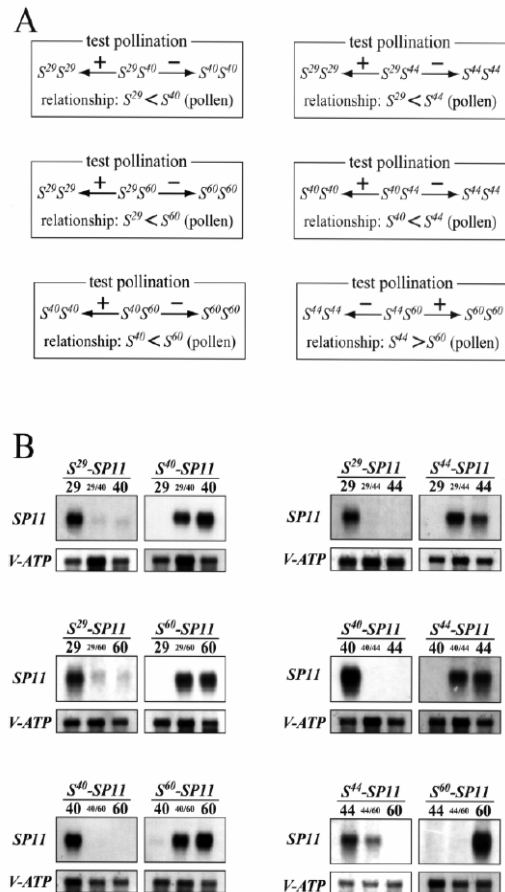 A
test pollination test pollination
S²⁹S²⁹ + S²⁹S⁴⁰ − S⁴⁰S⁴⁰ S²⁹S²⁹ + S²⁹S⁴⁴ − S⁴⁴S⁴⁴
relationship: S²⁹ < S⁴⁰ (pollen) relationship: S²⁹ < S⁴⁴ (pollen)
test pollination test pollination
S²⁹S²⁹ + S²⁹S⁶⁰ − S⁶⁰S⁶⁰ S⁴⁰S⁴⁰ + S⁴⁰S⁴⁴ − S⁴⁴S⁴⁴
relationship: S²⁹ < S⁶⁰ (pollen) relationship: S⁴⁰ < S⁴⁴ (pollen)
test pollination test pollination
S⁴⁰S⁴⁰ + S⁴⁰S⁶⁰ − S⁶⁰S⁶⁰ S⁴⁴S⁴⁴ − S⁴⁴S⁶⁰ + S⁶⁰S⁶⁰
relationship: S⁴⁰ < S⁶⁰ (pollen) relationship: S⁴⁴ > S⁶⁰ (pollen)
B
S²⁹-SP11 S⁴⁰-SP11 S²⁹-SP11 S⁴⁴-SP11
29 29/40 40 29 29/40 40 29 29/44 44 29 29/44 44
SP11 SP11
V-ATP V-ATP
S²⁹-SP11 S⁶⁰-SP11 S⁴⁰-SP11 S⁴⁴-SP11
29 29/60 60 29 29/60 60 40 40/44 44 40 40/44 44
SP11 SP11
V-ATP V-ATP
S⁴⁰-SP11 S⁶⁰-SP11 S⁴⁴-SP11 S⁶⁰-SP11
40 40/60 60 40 40/60 60 44 44/60 60 44 44/60 60
SP11 SP11
V-ATP V-ATP